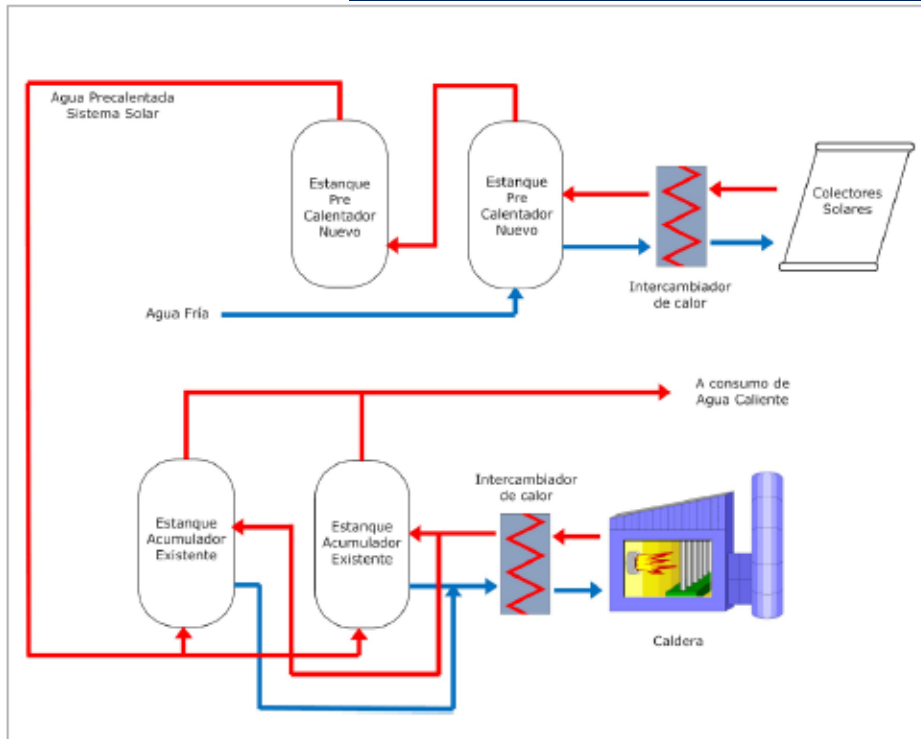 Agua Precalentada
Sistema Solar
Estanque
Pre
Calentador
Nuevo
Estanque
Pre
Calentador
Nuevo
Colectores
Solares
Intercambiador
de calor
Agua Fría
A consumo de
Agua Caliente
Estanque
Acumulador
Existente
Estanque
Acumulador
Existente
Intercambiador
de calor
Caldera